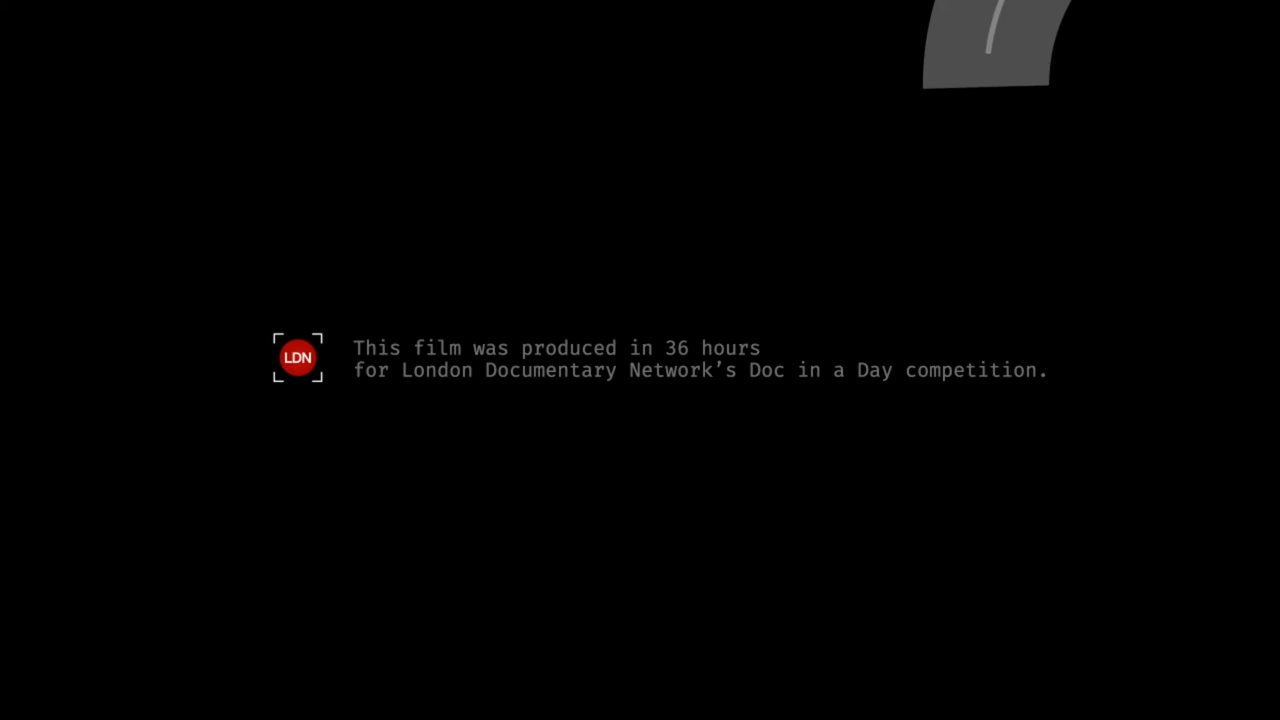 LDN
This film was produced in 36 hours
for London Documentary Network’s Doc in a Day competition.